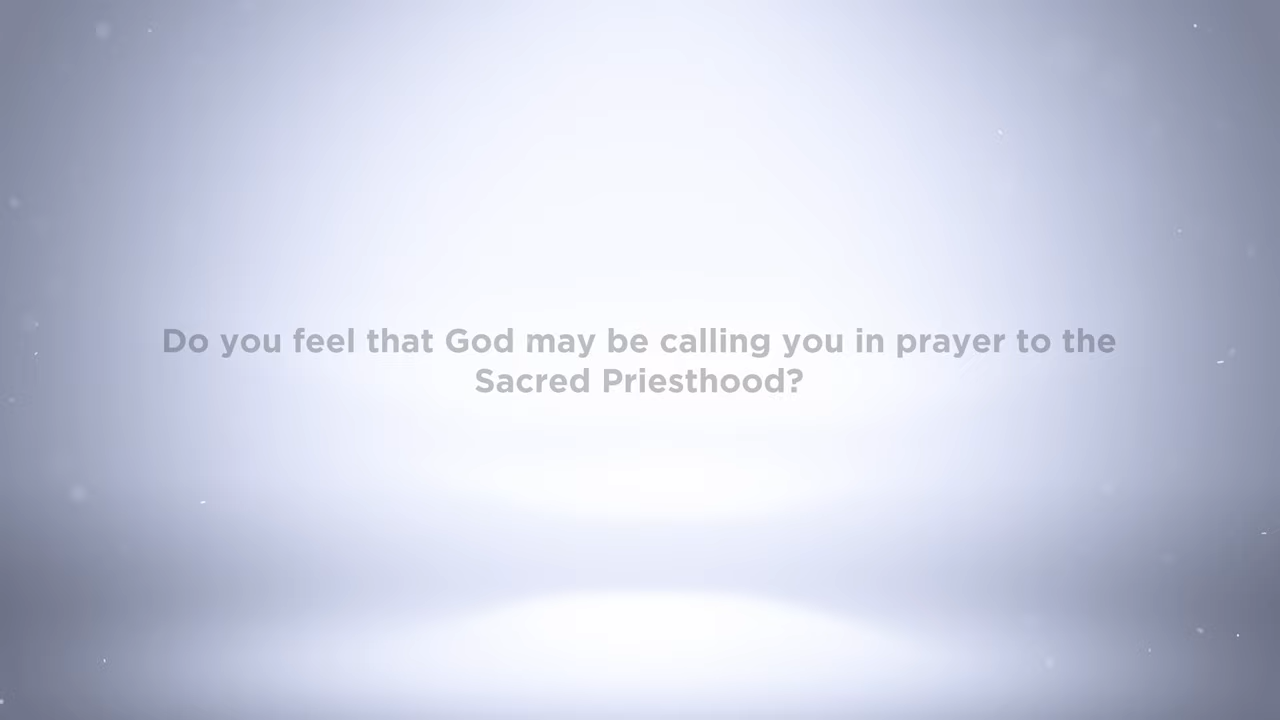 Do you feel that God may be calling you in prayer to the
Sacred Priesthood?